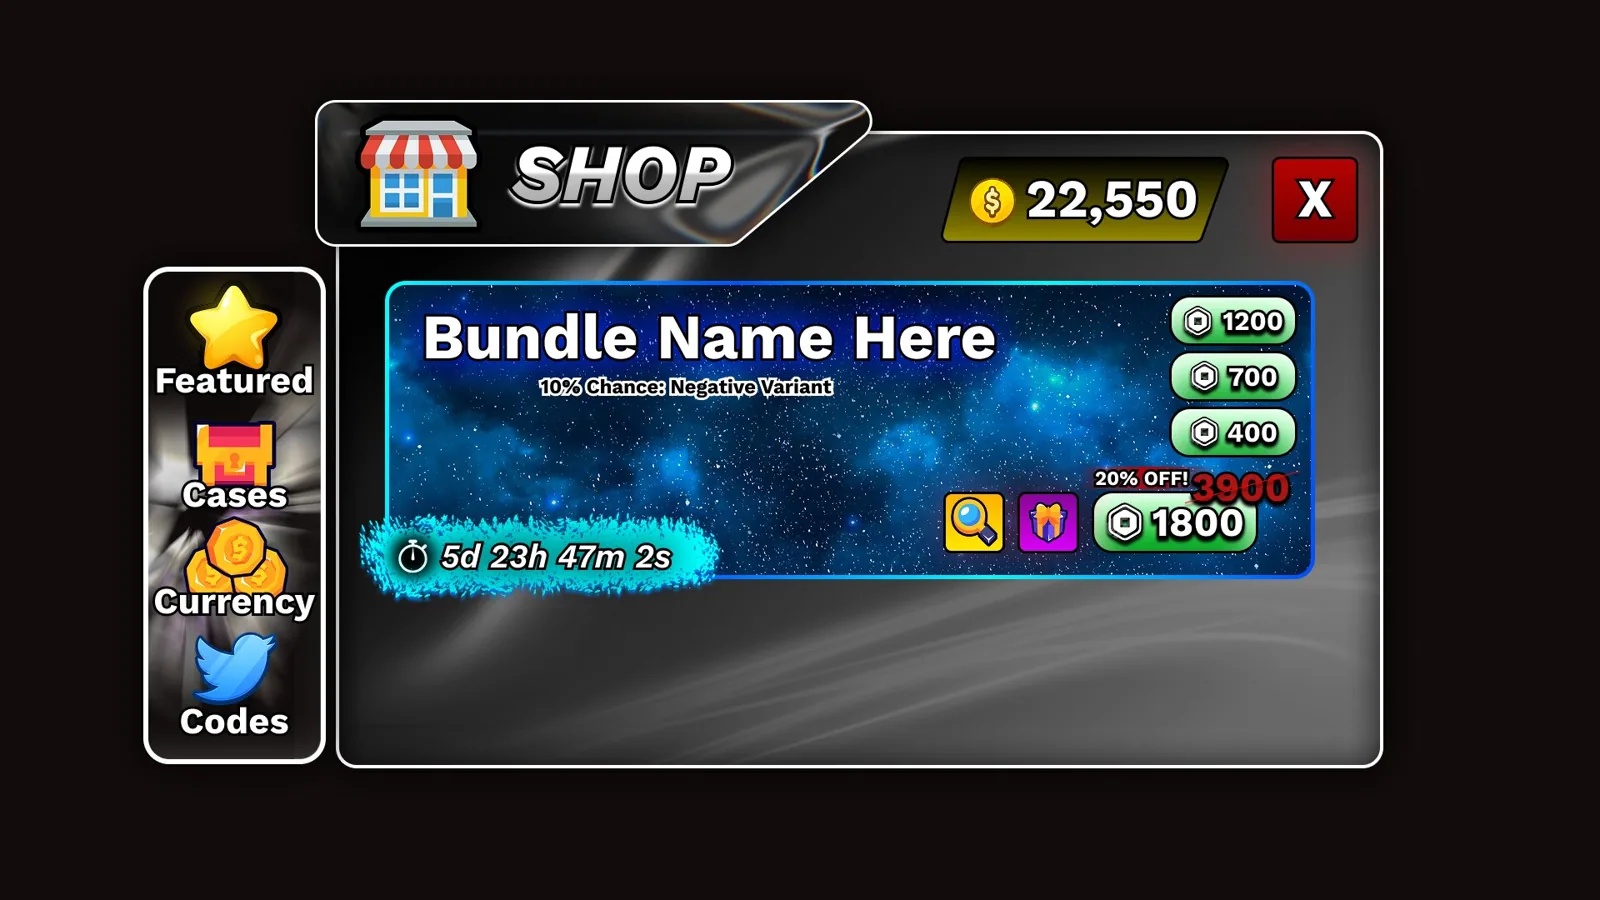 SHOP
22,550
X
Featured
Cases
Currency
Codes
Bundle Name Here
10% Chance: Negative Variant
1200
700
400
20% OFF! 3900
1800
5d 23h 47m 2s